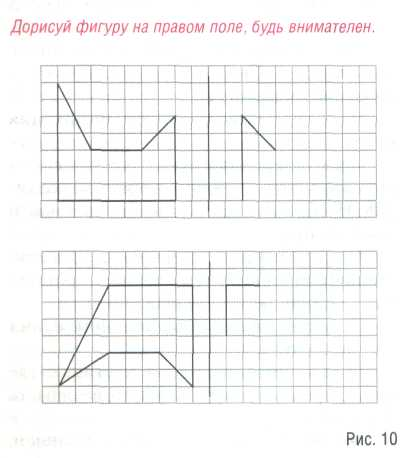 Дорисуй фигуру на правом поле, будь внимателен.
Рис. 10